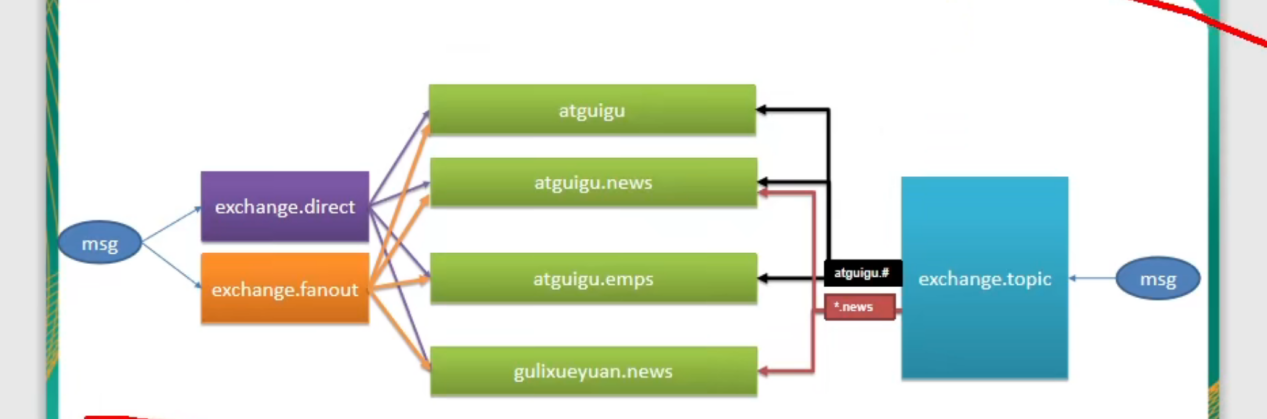 atguigu
atguigu.news
exchange.direct
msg
atguigu.#
exchange.topic
msg
atguigu.emps
exchange.fanout
*.news
gulixueyuan.news